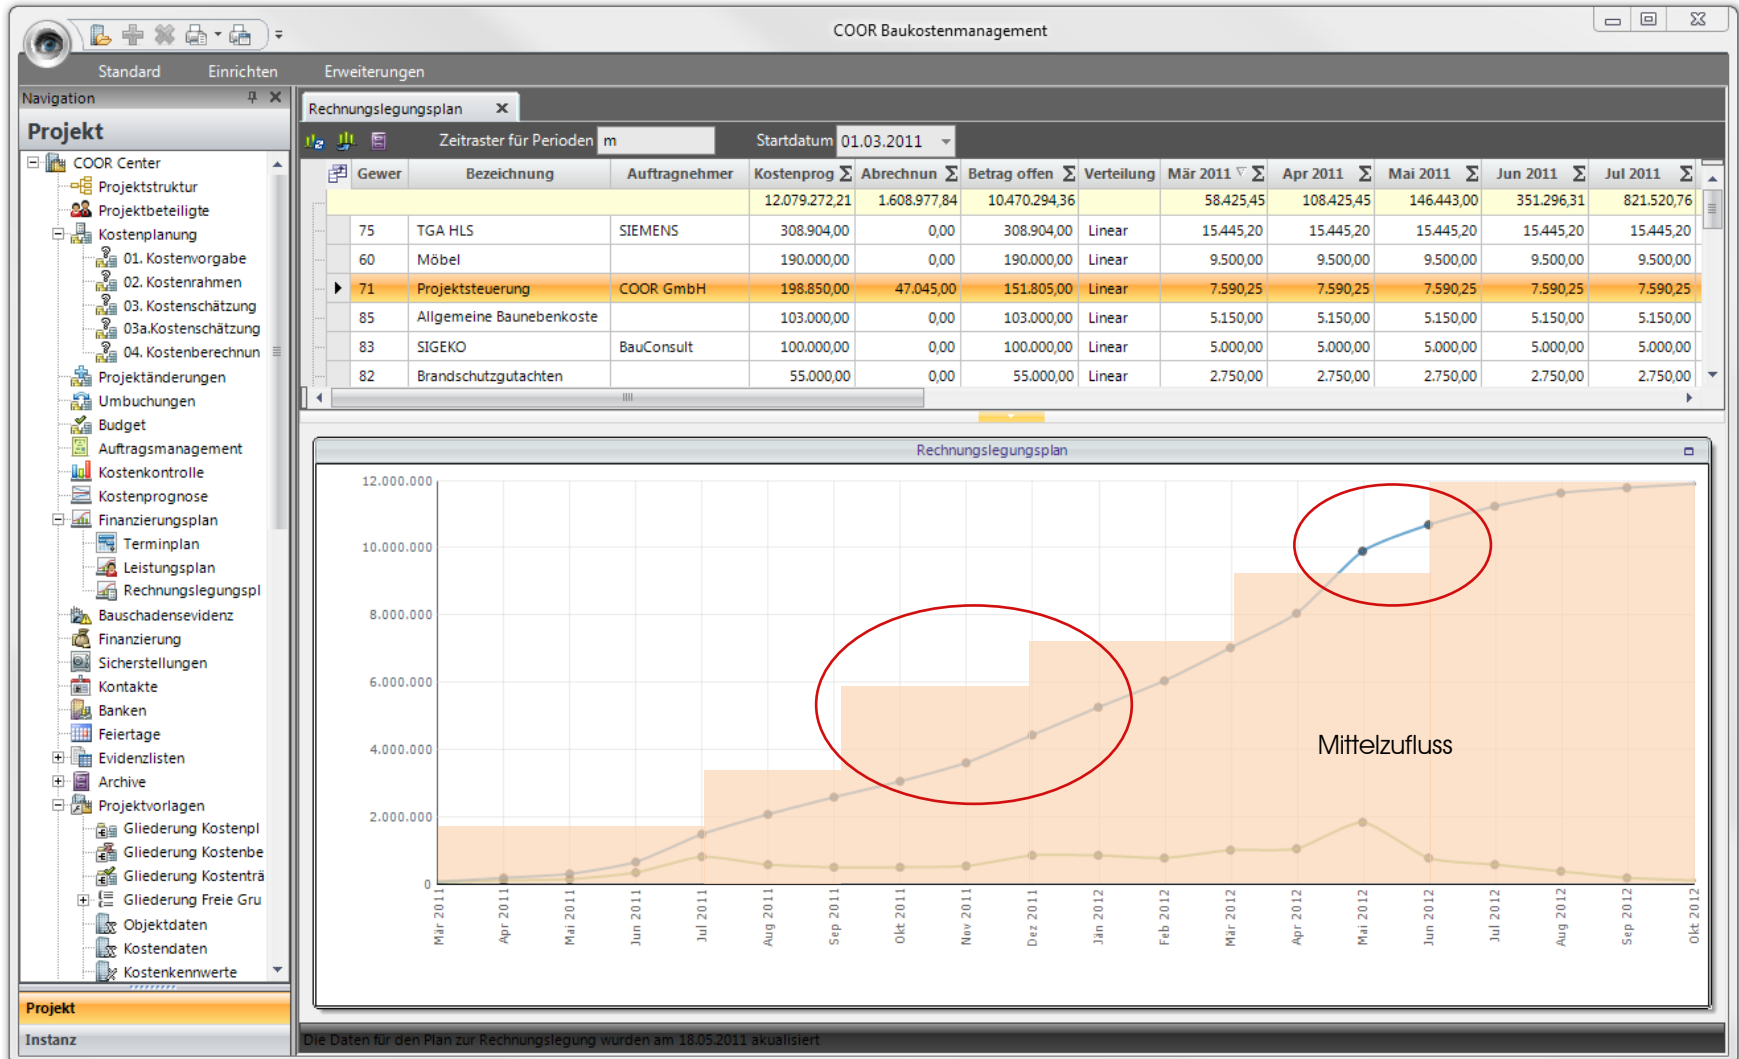 COOR Baukostenmanagement
Standard Einrichten Erweiterungen
Navigation
Projekt
COOR Center
Projektstruktur
Projektbeteiligte
Kostenplanung
01. Kostenvorgabe
02. Kostenrahmen
03. Kostenschätzung
03a.Kostenschätzung
04. Kostenberechnun
Projektänderungen
Umbuchungen
Budget
Auftragsmanagement
Kostenkontrolle
Kostenprognose
Finanzierungsplan
Terminplan
Leistungsplan
Rechnungslegungspl
Bauschadensevidenz
Finanzierung
Sicherstellungen
Kontakte
Banken
Feiertage
Evidenzlisten
Archive
Projektvorlagen
Gliederung Kostenpl
Gliederung Kostenbe
Gliederung Kostenträ
Gliederung Freie Gru
Objektdaten
Kostendaten
Kostenkennwerte
Projekt
Instanz
Rechnungslegungsplan
Zeitraster für Perioden m Startdatum 01.03.2011
Gewer Bezeichnung Auftragnehmer Kostenprog Σ Abrechnun Σ Betrag offen Σ Verteilung Mär 2011 Σ Apr 2011 Σ Mai 2011 Σ Jun 2011 Σ Jul 2011 Σ
12.079.272,21 1.608.977,84 10.470.294,36 58.425,45 108.425,45 146.443,00 351.296,31 821.520,76
75 TGA HLS SIEMENS 308.904,00 0,00 308.904,00 Linear 15.445,20 15.445,20 15.445,20 15.445,20 15.445,20
60 Möbel 190.000,00 0,00 190.000,00 Linear 9.500,00 9.500,00 9.500,00 9.500,00 9.500,00
71 Projektsteuerung COOR GmbH 198.850,00 47.045,00 151.805,00 Linear 7.590,25 7.590,25 7.590,25 7.590,25 7.590,25
85 Allgemeine Baunebenkoste 103.000,00 0,00 103.000,00 Linear 5.150,00 5.150,00 5.150,00 5.150,00 5.150,00
83 SIGEKO BauConsult 100.000,00 0,00 100.000,00 Linear 5.000,00 5.000,00 5.000,00 5.000,00 5.000,00
82 Brandschutzgutachten 55.000,00 0,00 55.000,00 Linear 2.750,00 2.750,00 2.750,00 2.750,00 2.750,00
Rechnungslegungsplan
12.000.000
10.000.000
8.000.000
6.000.000
4.000.000
2.000.000
0
Mittelzufluss
Mär 2011 Apr 2011 Mai 2011 Jun 2011 Jul 2011 Aug 2011 Sep 2011 Okt 2011 Nov 2011 Dez 2011 Jän 2012 Feb 2012 Mär 2012 Apr 2012 Mai 2012 Jun 2012 Jul 2012 Aug 2012 Sep 2012 Okt 2012
Die Daten für den Plan zur Rechnungslegung wurden am 18.05.2011 akualisiert